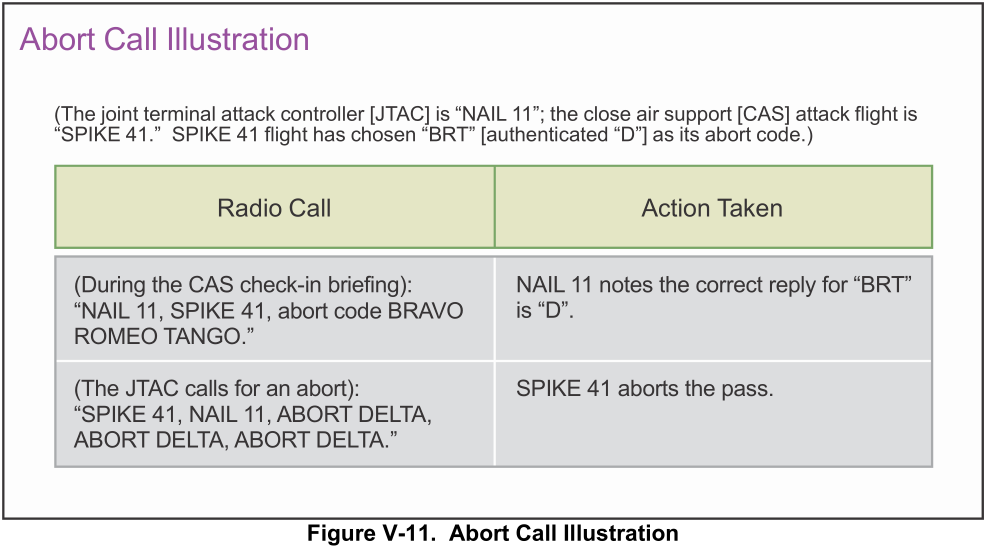 Abort Call Illustration
(The joint terminal attack controller [JTAC] is “NAIL 11”; the close air support [CAS] attack flight is
“SPIKE 41.”  SPIKE 41 flight has chosen “BRT” [authenticated “D”] as its abort code.)
Radio Call
Action Taken
(During the CAS check-in briefing):
“NAIL 11, SPIKE 41, abort code BRAVO
ROMEO TANGO.”
NAIL 11 notes the correct reply for “BRT”
is “D”.
(The JTAC calls for an abort):
“SPIKE 41, NAIL 11, ABORT DELTA,
ABORT DELTA, ABORT DELTA.”
SPIKE 41 aborts the pass.
Figure V-11.  Abort Call Illustration